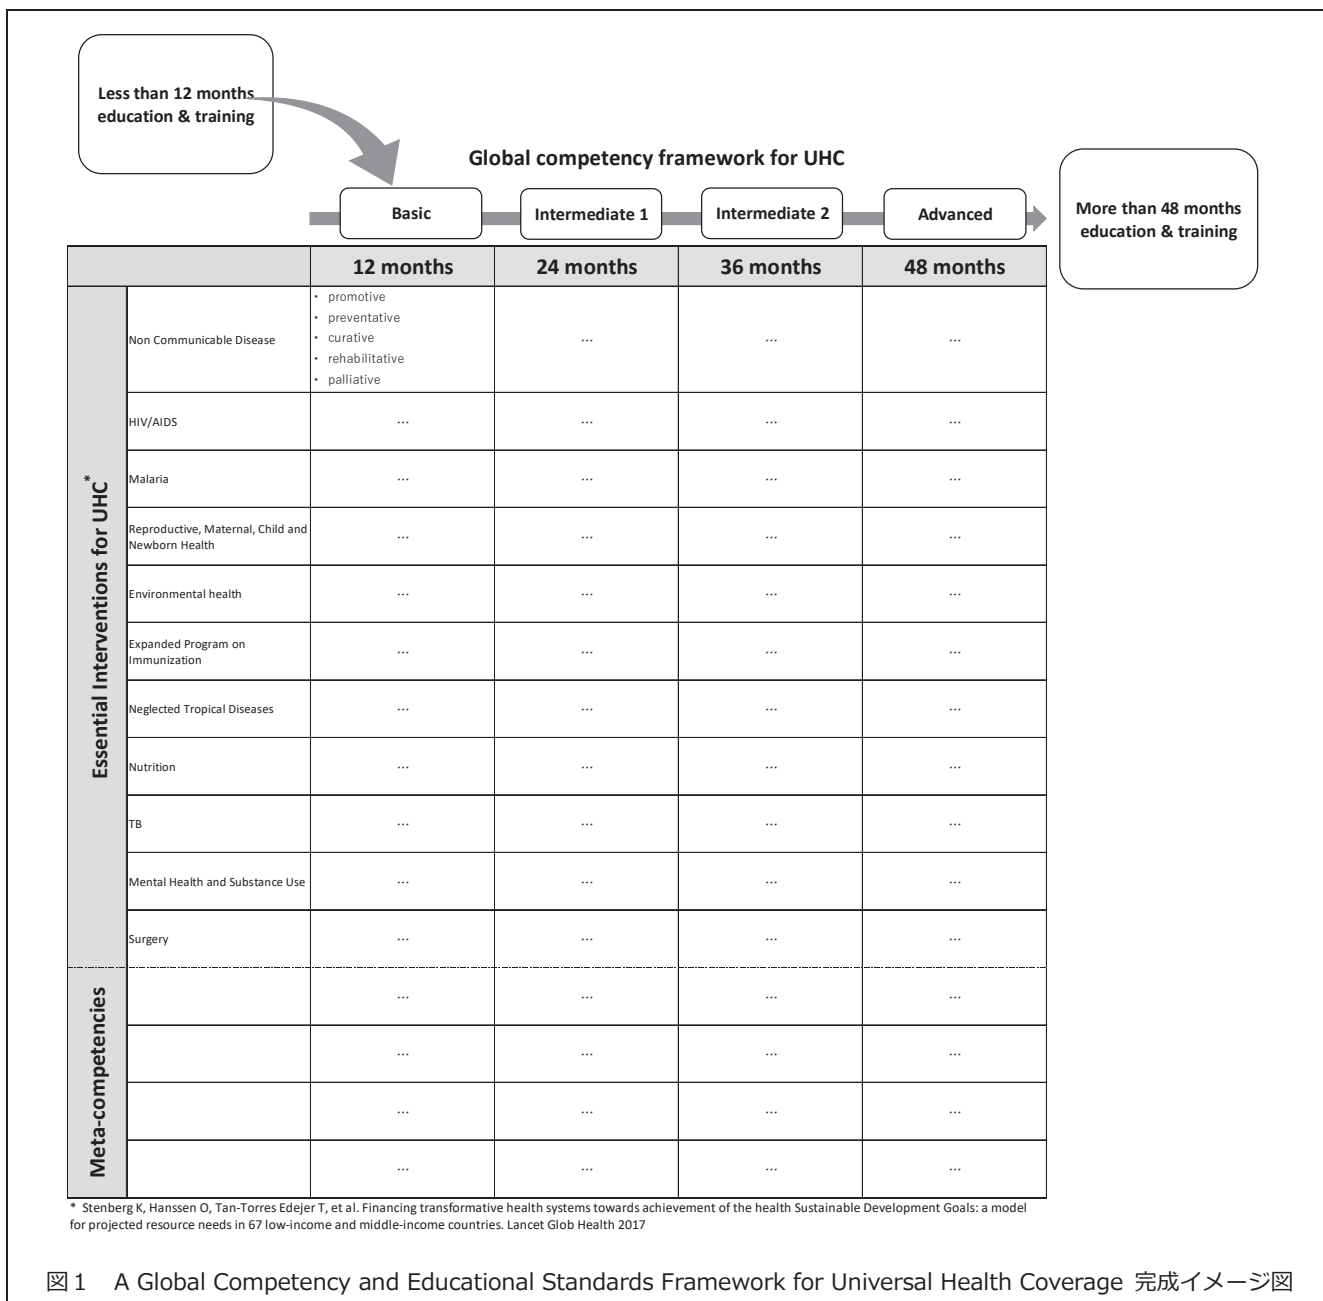 Less than 12 months
education & training
Global competency framework for UHC
Basic
Intermediate 1
Intermediate 2
Advanced
More than 48 months
education & training
12 months
24 months
36 months
48 months
Essential Interventions for UHC*
Non Communicable Disease
・ promotive
・ preventative
・ curative
・ rehabilitative
・ palliative
… … …
HIV/AIDS
… … … …
Malaria
… … … …
Reproductive, Maternal, Child and
Newborn Health
… … … …
Environmental health
… … … …
Expanded Program on
Immunization
… … … …
Neglected Tropical Diseases
… … … …
Nutrition
… … … …
TB
… … … …
Mental Health and Substance Use
… … … …
Surgery
… … … …
Meta-competencies
… … … …
… … … …
… … … …
… … … …
* Stenberg K, Hanssen O, Tan-Torres Edejer T, et al. Financing transformative health systems towards achievement of the health Sustainable Development Goals: a model
for projected resource needs in 67 low-income and middle-income countries. Lancet Glob Health 2017
図１ A Global Competency and Educational Standards Framework for Universal Health Coverage 完成イメージ図